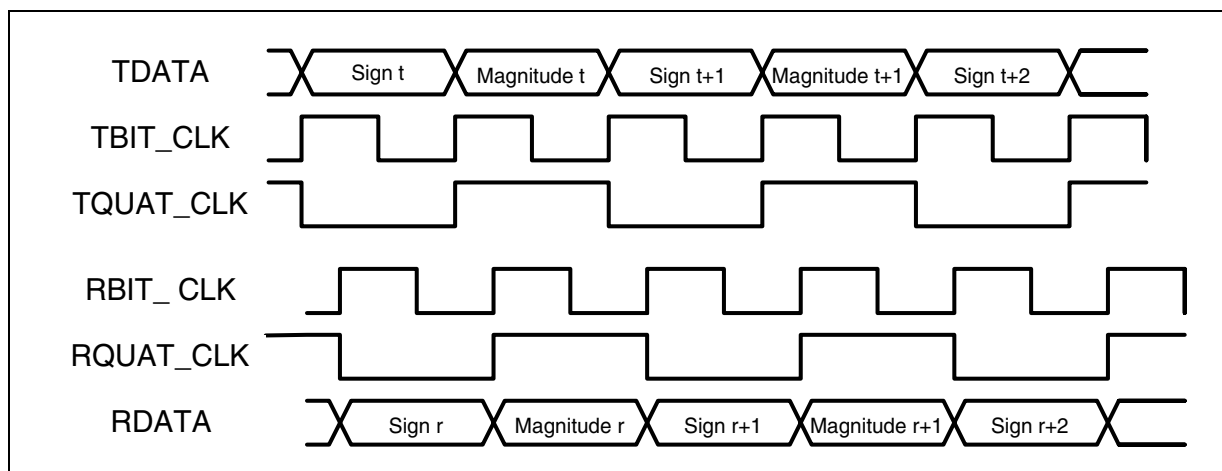 TDATA Sign t Magnitude t Sign t+1 Magnitude t+1 Sign t+2
TBIT_CLK
TQUAT_CLK
RBIT_ CLK
RQUAT_CLK
RDATA Sign r Magnitude r Sign r+1 Magnitude r+1 Sign r+2